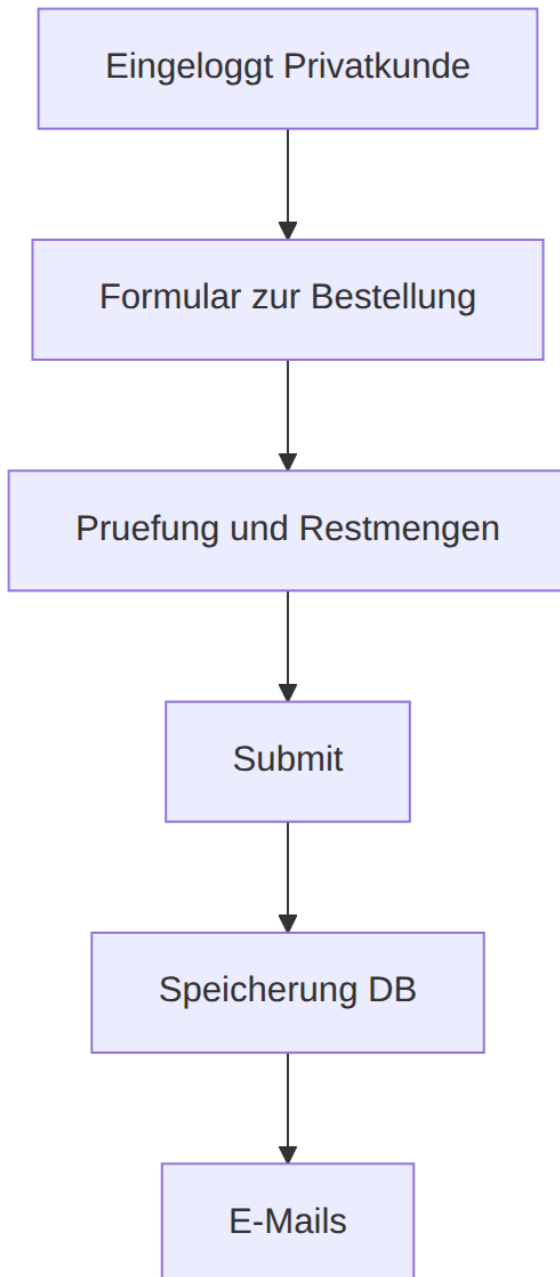 Eingeloggt Privatkunde
Formular zur Bestellung
Pruefung und Restmengen
Submit
Speicherung DB
E-Mails